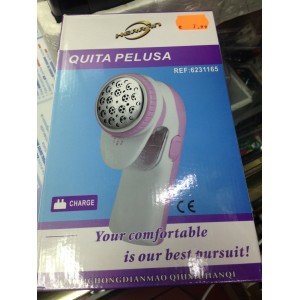 QUITA PELUSA
REF:6231165
CHARGE
CE
Your comfortable
is our best pursuit!